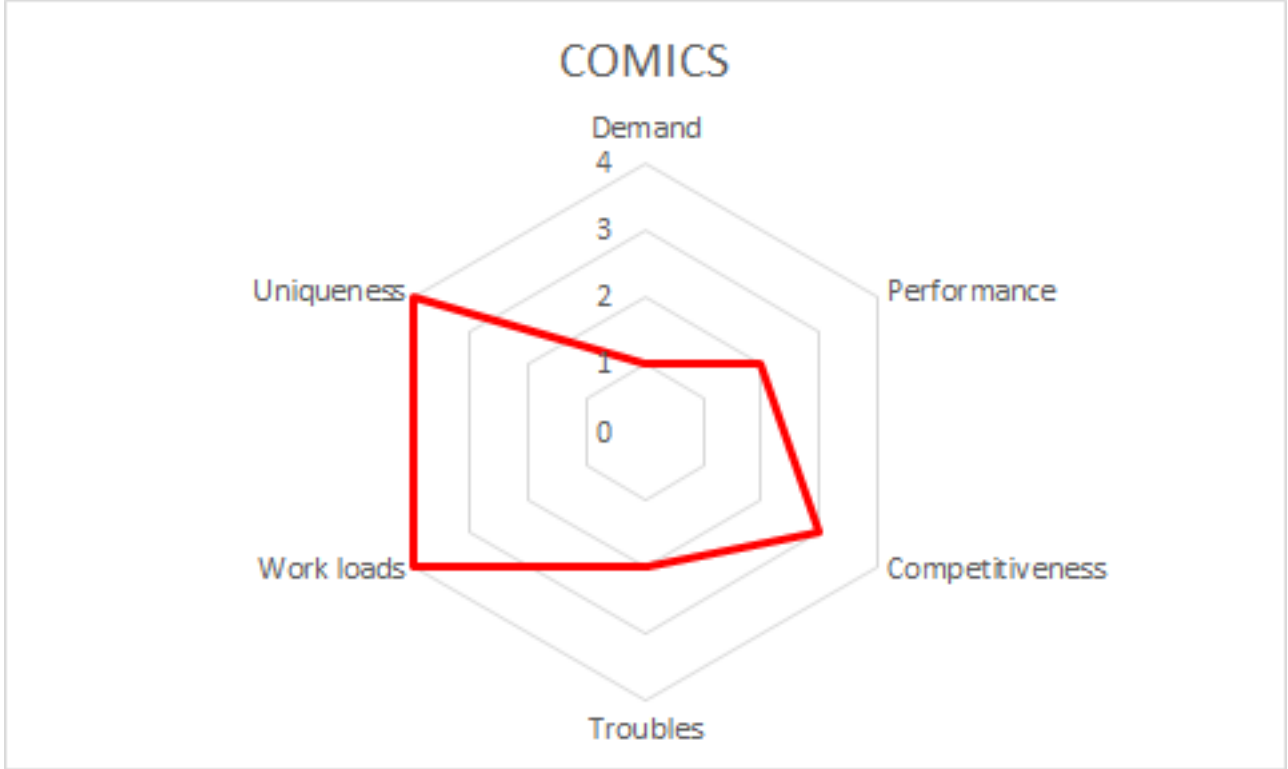 COMICS
Demand
4
3
2
1
0
Uniqueness
Performance
Work loads
Competitiveness
Troubles